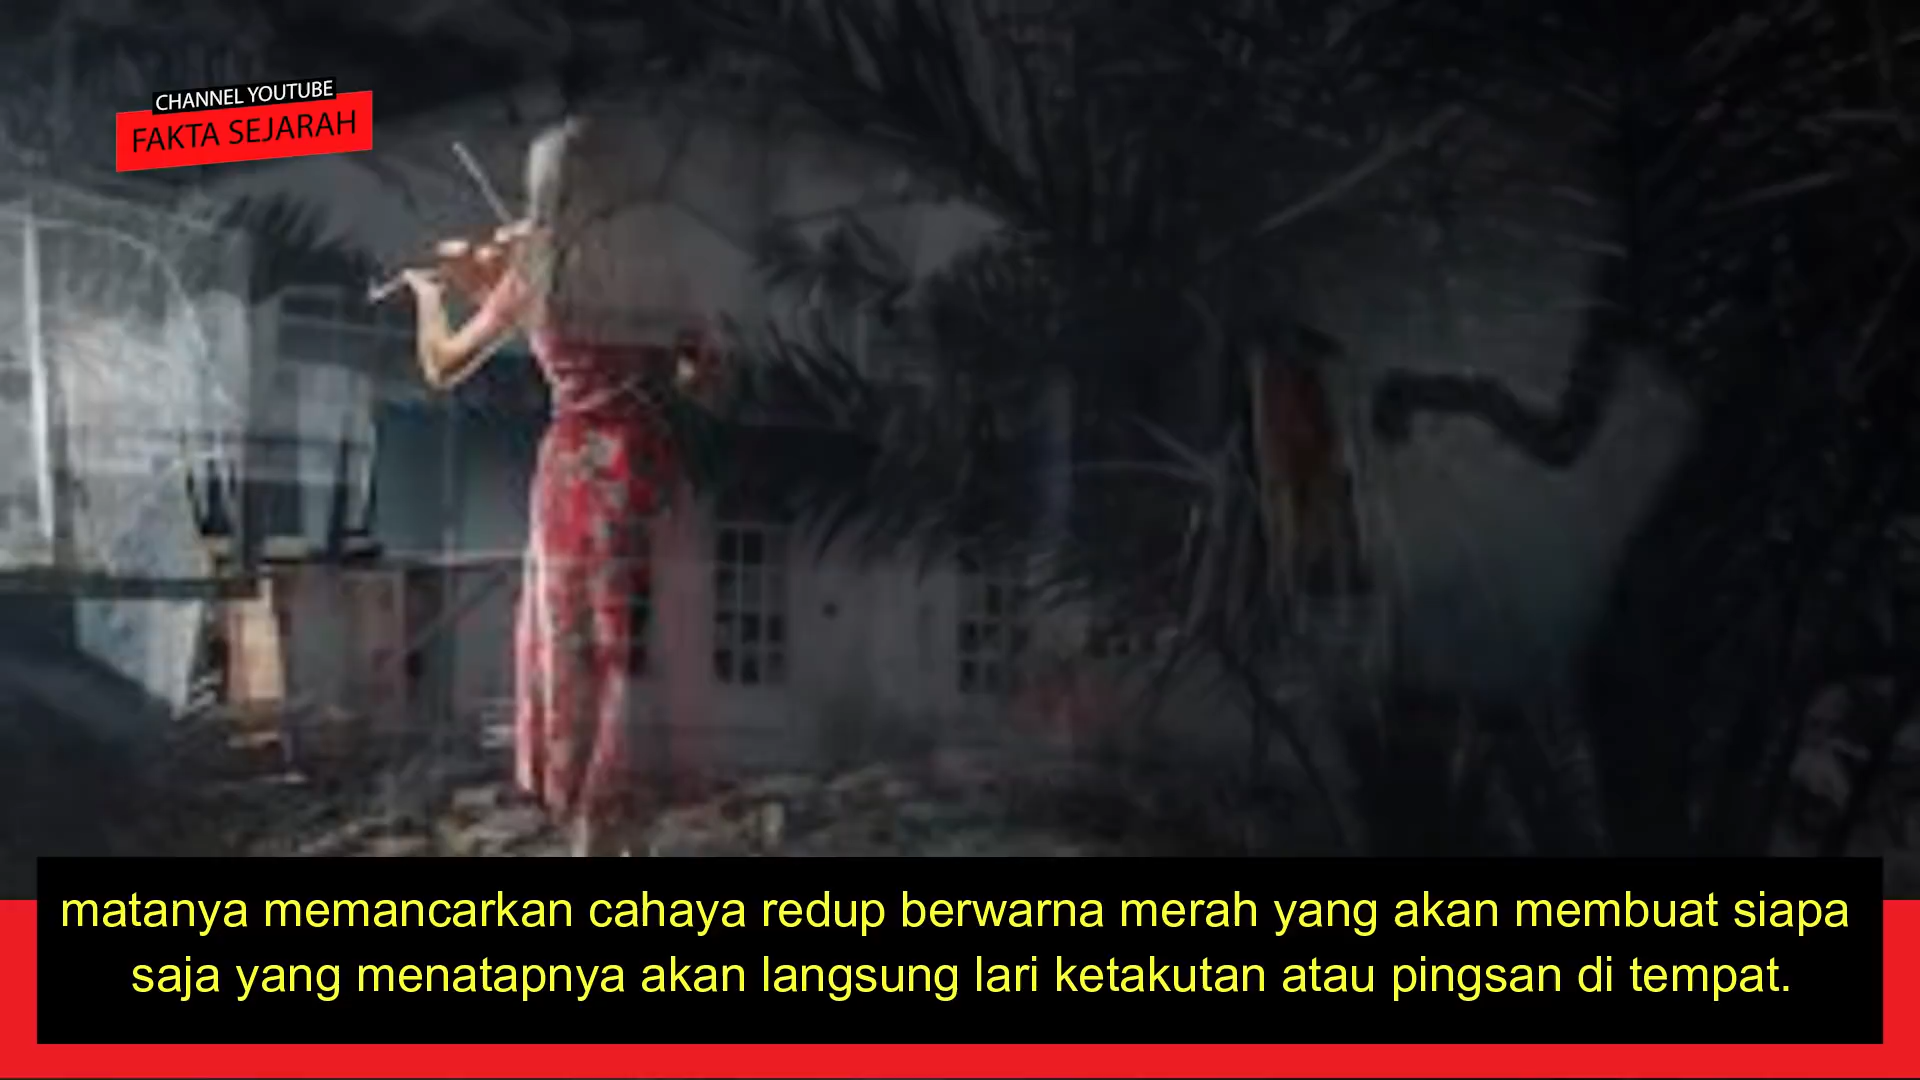 CHANNEL YOUTUBE
FAKTA SEJARAH
matanya memancarkan cahaya redup berwarna merah yang akan membuat siapa
saja yang menatapnya akan langsung lari ketakutan atau pingsan di tempat.